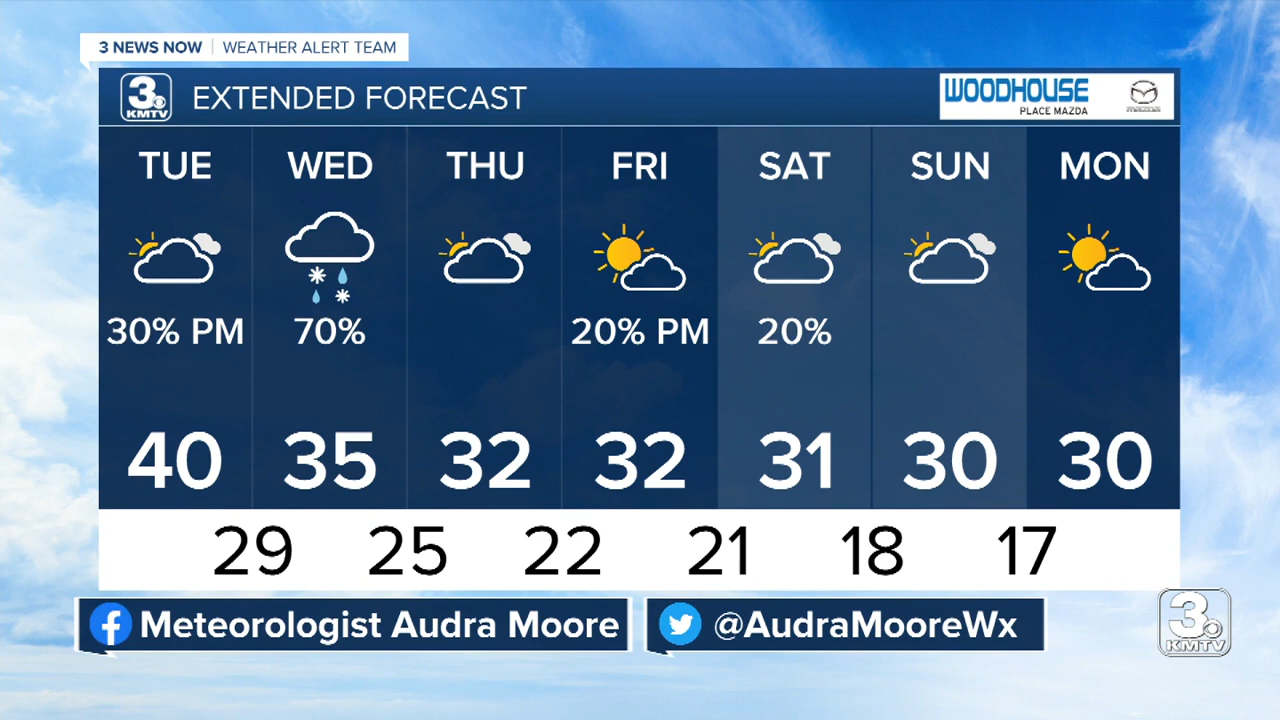 3 NEWS NOW | WEATHER ALERT TEAM
3 KMTV EXTENDED FORECAST
WOODHOUSE
PLACE MAZDA
mazda
TUE WED THU FRI SAT SUN MON
30% PM 70% 20% PM 20%
40 35 32 32 31 30 30
29 25 22 21 18 17
f Meteorologist Audra Moore @AudraMooreWx
3 KMTV